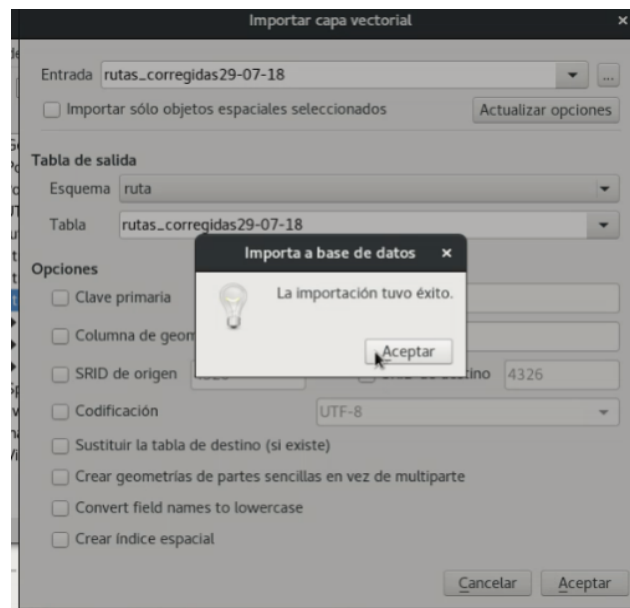 Importar capa vectorial ×
Entrada rutas_corregidas29-07-18 ...
Importar sólo objetos espaciales seleccionados Actualizar opciones
Tabla de salida
Esquema ruta
Tabla rutas_corregidas29-07-18
Importa a base de datos ×
La importación tuvo éxito.
Aceptar
Opciones
Clave primaria
Columna de geom
SRID de origen tino 4326
Codificación UTF-8
Sustituir la tabla de destino (si existe)
Crear geometrías de partes sencillas en vez de multiparte
Convert field names to lowercase
Crear índice espacial
Cancelar Aceptar